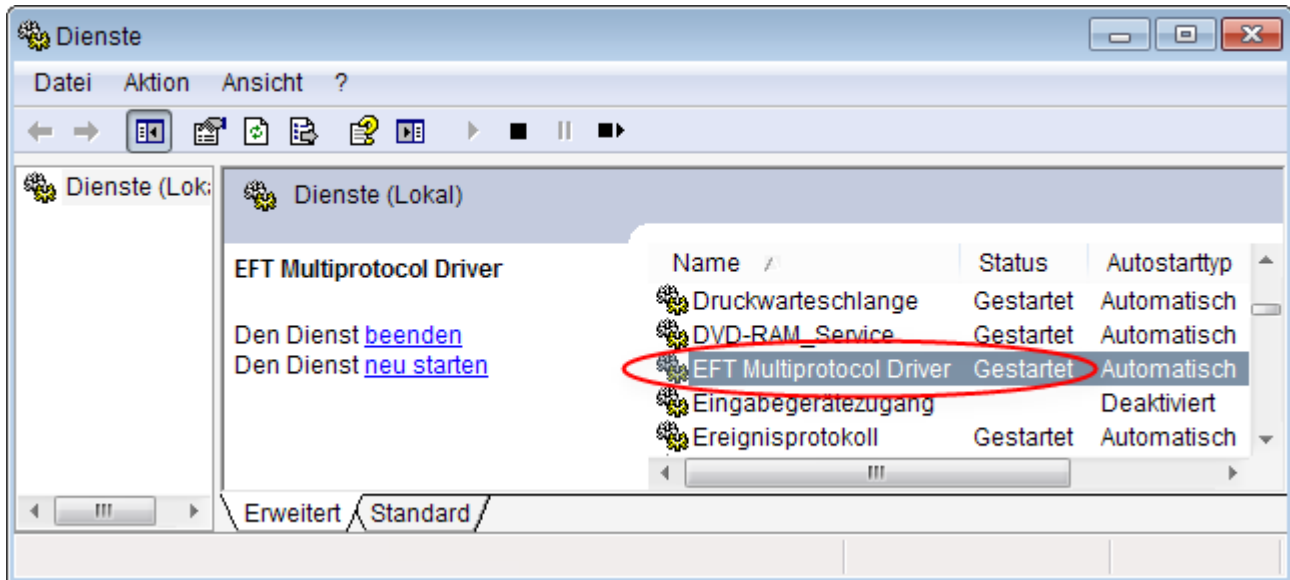 Dienste
Datei Aktion Ansicht ?
Dienste (Lok
Dienste (Lokal)
EFT Multiprotocol Driver
Den Dienst beenden
Den Dienst neu starten
Name Status Autostarttyp
Druckwarteschlange Gestartet Automatisch
DVD-RAM_Service Gestartet Automatisch
EFT Multiprotocol Driver Gestartet Automatisch
Eingabegerätezugang Deaktiviert
Ereignisprotokoll Gestartet Automatisch
Erweitert Standard